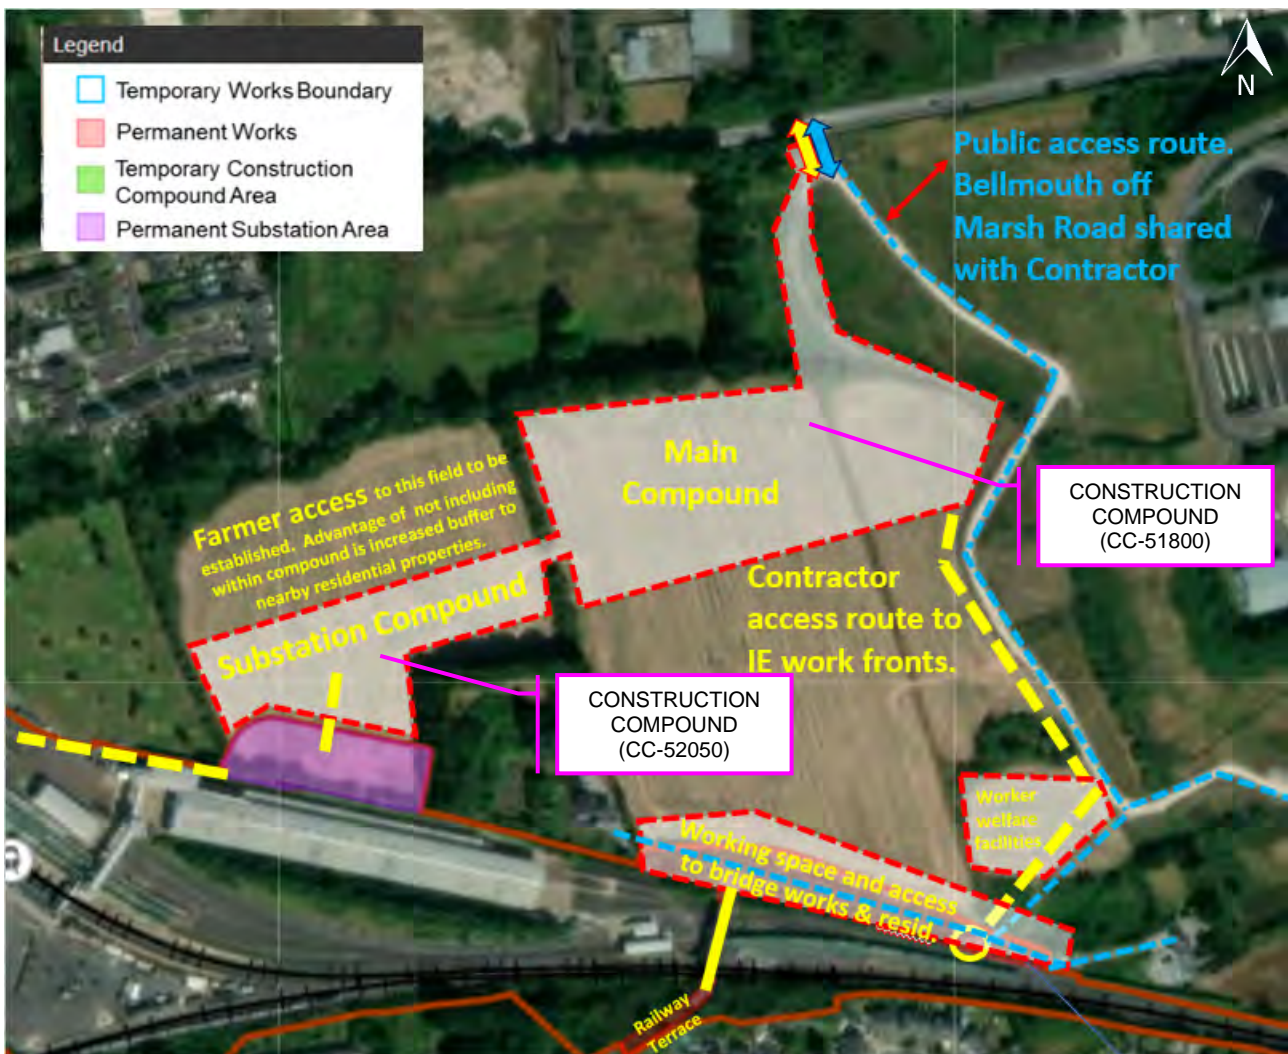 Legend
Temporary Works Boundary
Permanent Works
Temporary Construction
Compound Area
Permanent Substation Area
N
Public access route.
Bellmouth off
Marsh Road shared
with Contractor
Main
Compound
CONSTRUCTION
COMPOUND
(CC-51800)
Farmer access to this field to be
established. Advantage of not including
within compound is increased buffer to
nearby residential properties.
Substation Compound
Contractor
access route to
IE work fronts.
CONSTRUCTION
COMPOUND
(CC-52050)
Worker
welfare
facilities
Working space and access
to bridge works & resid.
Railway
Terrace